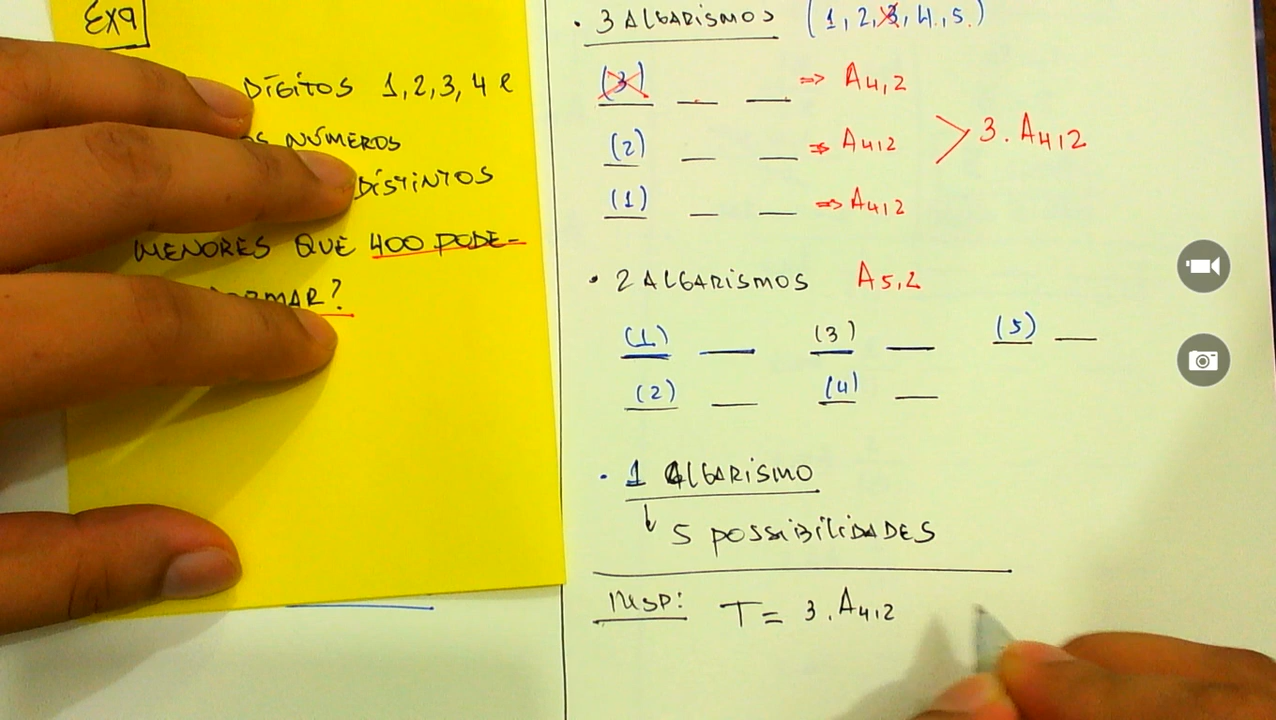 Ex9
DÍGITOS 1, 2, 3, 4 e
OS NÚMEROS
DISTINTOS
MENORES QUE 400 PODE-
RMAR?
• 3 ALGARISMOS (1, 2, 3, 4, 5)
(3) __ __ ⇒ A4,2
(2) __ __ ⇒ A4,2 > 3. A4,2
(1) __ __ ⇒ A4,2
• 2 ALGARISMOS A5,2
(1) __ (3) __ (5) __
(2) __ (4) __
• 1 ALGARISMO
↓ 5 POSSIBILIDADES
RESP: T = 3. A4,2